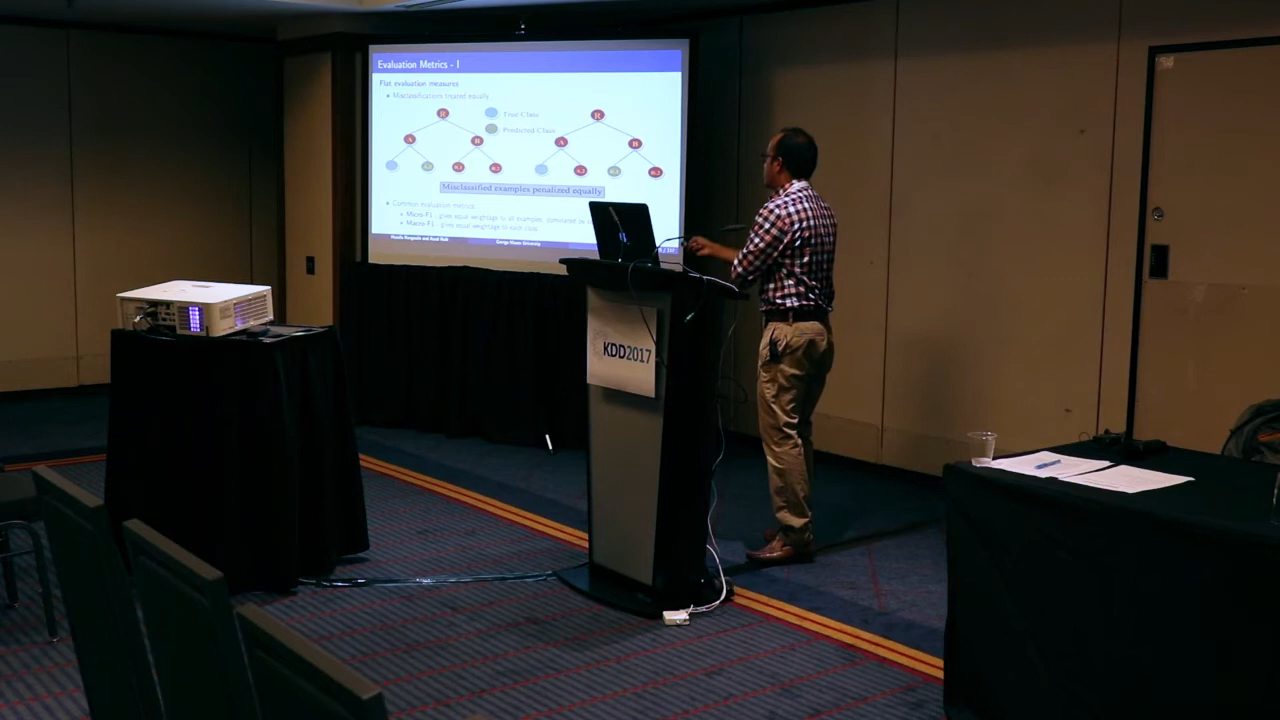 Evaluation Metrics - I
Flat evaluation measures
Misclassifications treated equally
R
True Class
R
Predicted Class
A
B
A
B
Misclassified examples penalized equally
Common evaluation metrics
Micro-F1 : gives equal weightage to all examples, dominated by
Macro-F1 : gives equal weightage to each class
George Mason University
KDD2017